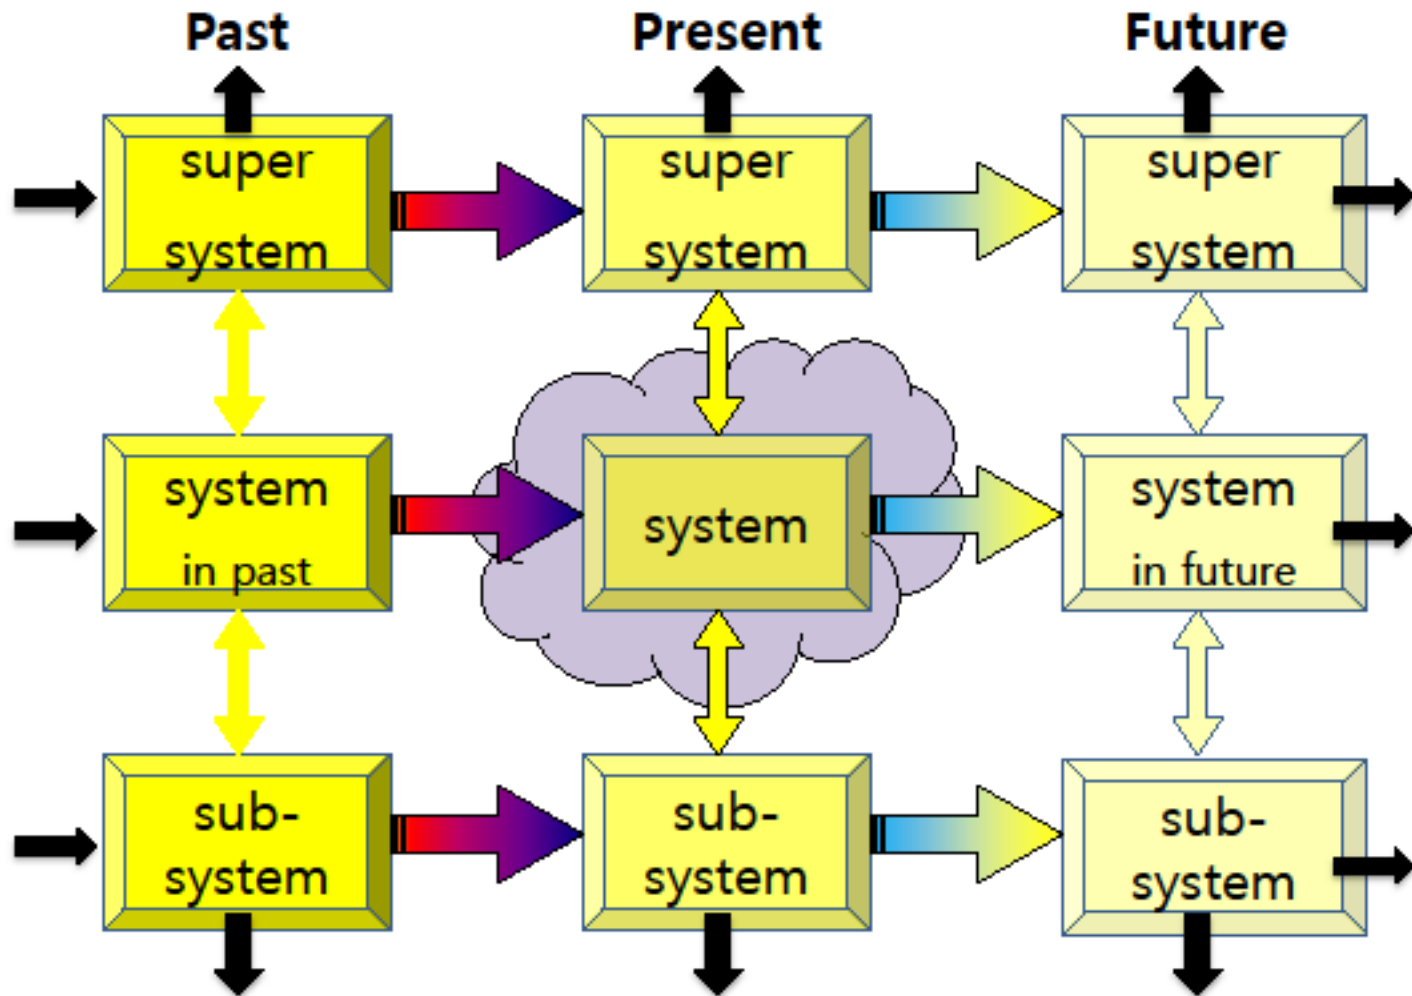 Past
Present
Future
super
system
super
system
super
system
system
in past
system
system
in future
sub-
system
sub-
system
sub-
system